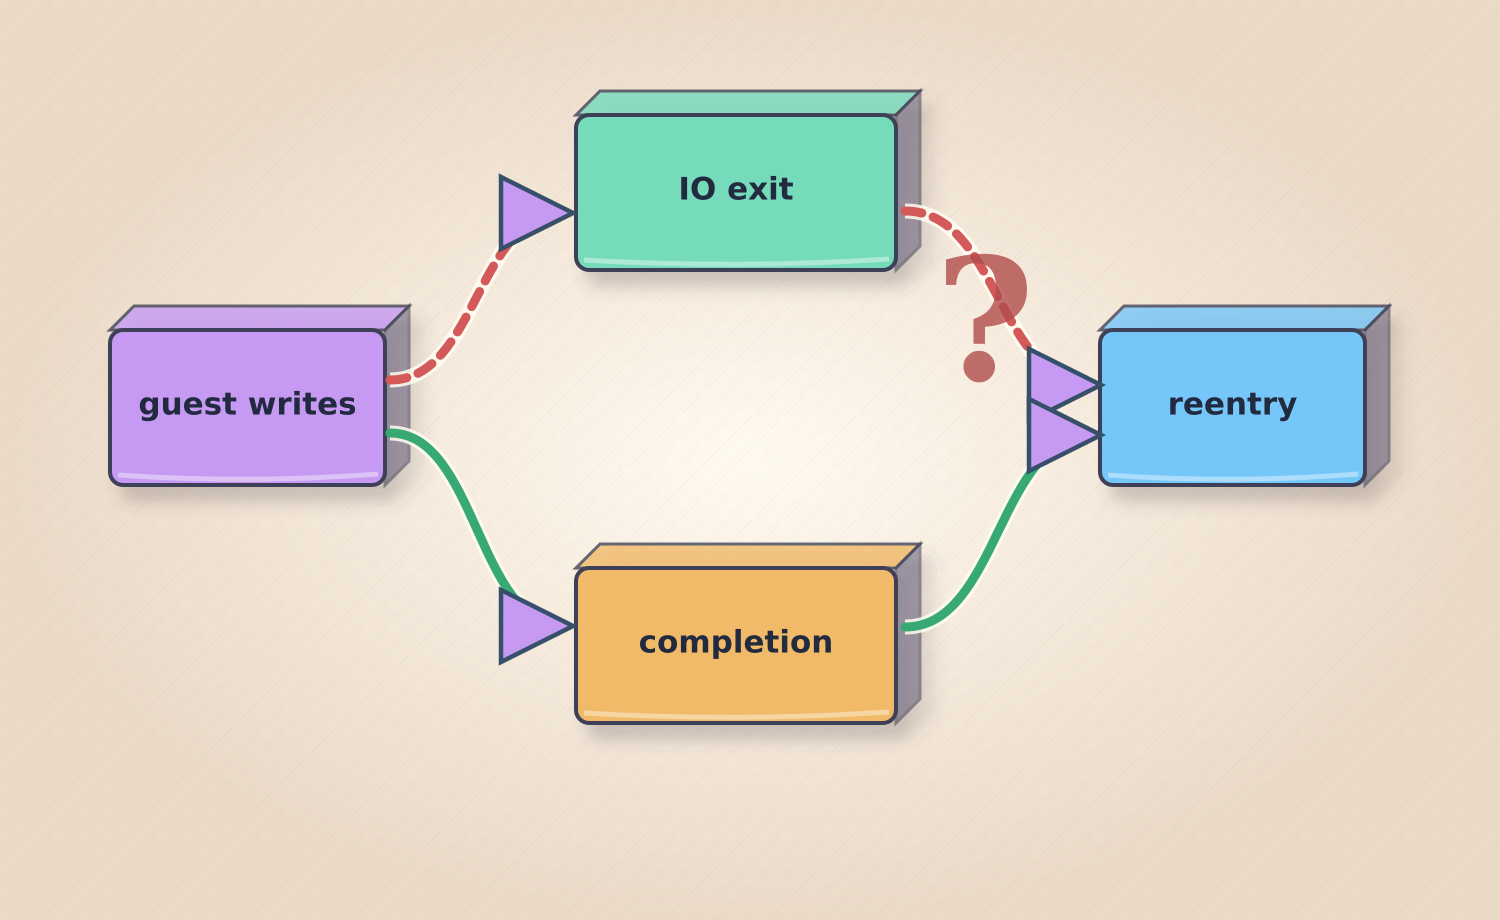 IO exit
?
guest writes
reentry
completion